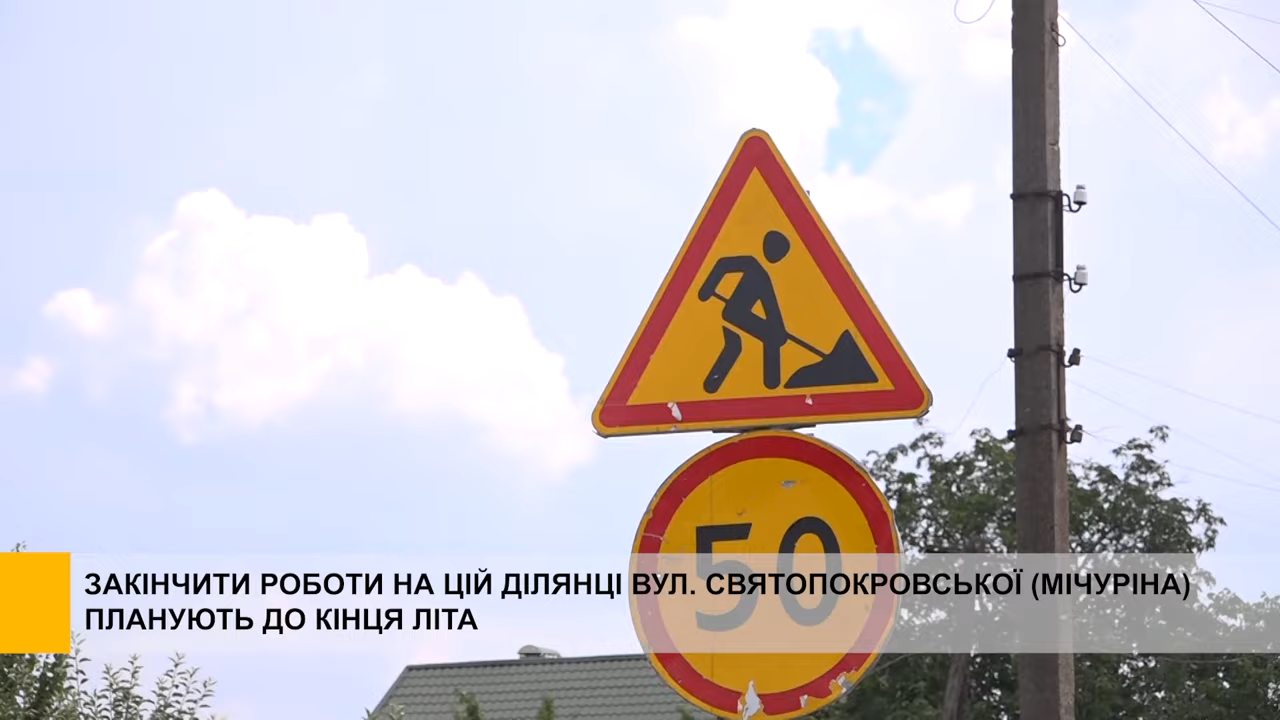 50
ЗАКІНЧИТИ РОБОТИ НА ЦІЙ ДІЛЯНЦІ ВУЛ. СВЯТОПОКРОВСЬКОЇ (МІЧУРІНА)
ПЛАНУЮТЬ ДО КІНЦЯ ЛІТА